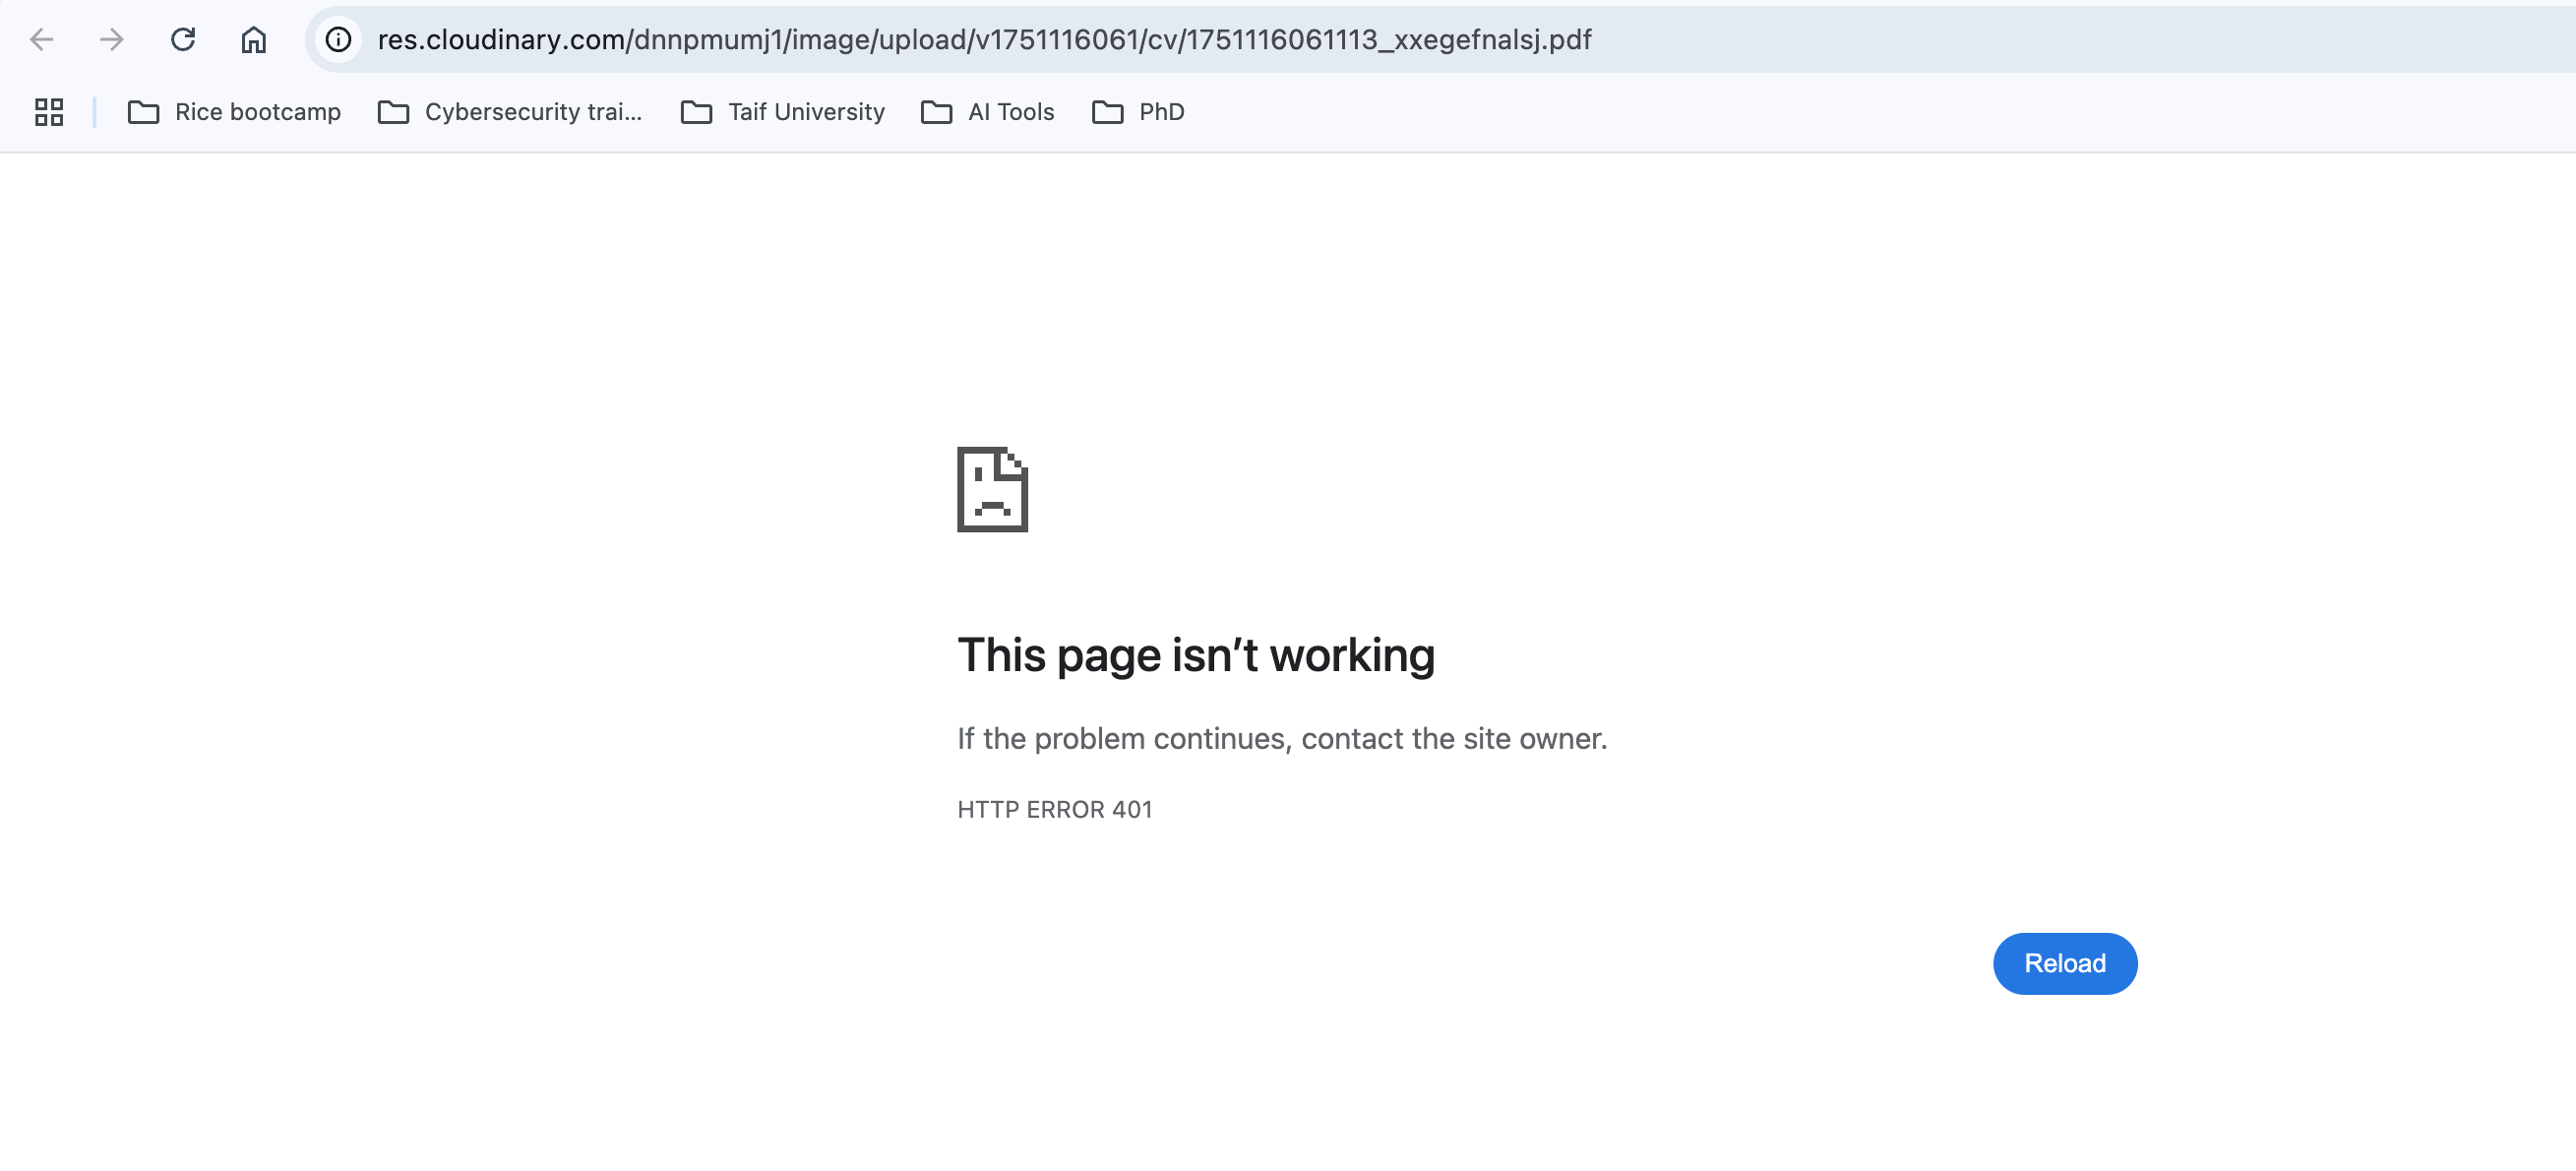 res.cloudinary.com/dnnpmumj1/image/upload/v1751116061/cv/1751116061113_xxegefnalsj.pdf
Rice bootcamp Cybersecurity trai... Taif University AI Tools PhD
This page isn’t working
If the problem continues, contact the site owner.
HTTP ERROR 401
Reload